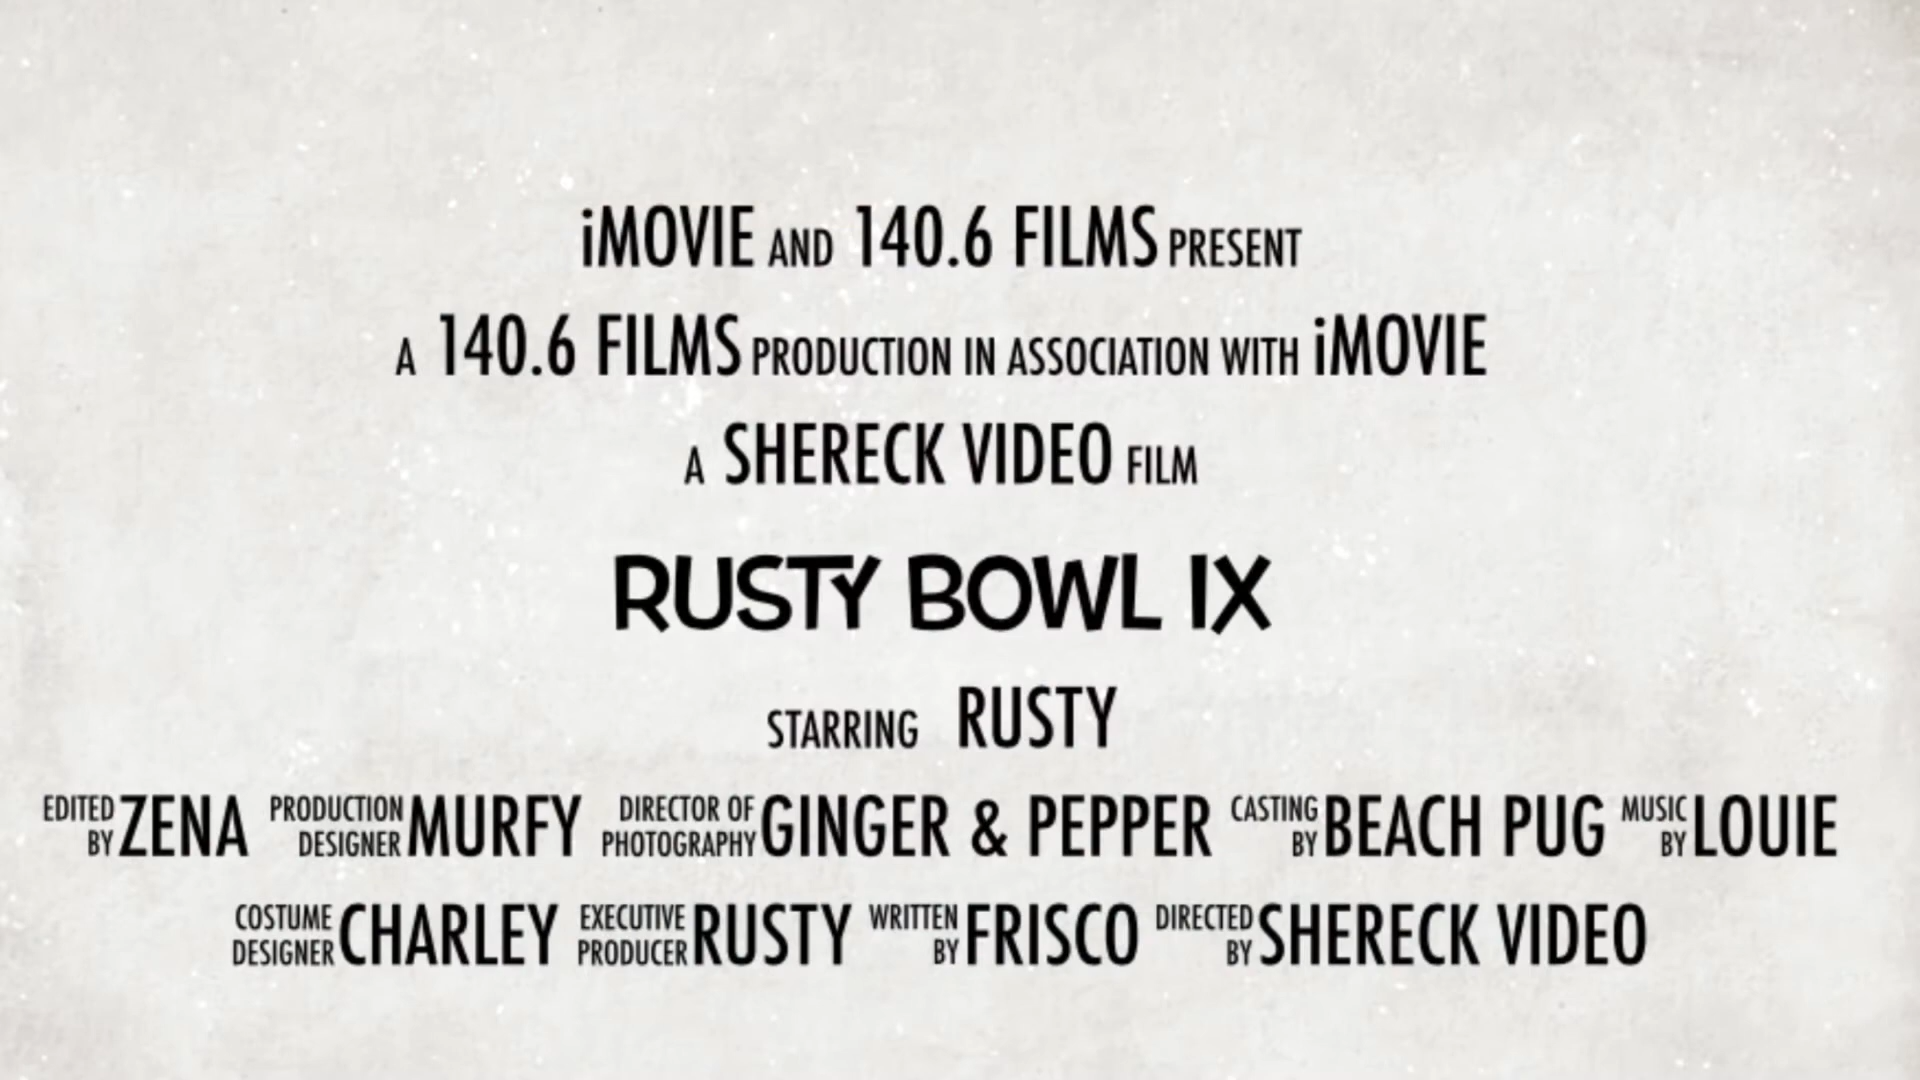 iMOVIE AND 140.6 FILMS PRESENT
A 140.6 FILMS PRODUCTION IN ASSOCIATION WITH iMOVIE
A SHERECK VIDEO FILM
RUSTY BOWL IX
STARRING RUSTY
EDITED BY ZENA PRODUCTION DESIGNER MURFY DIRECTOR OF PHOTOGRAPHY GINGER & PEPPER CASTING BY BEACH PUG MUSIC BY LOUIE
COSTUME DESIGNER CHARLEY EXECUTIVE PRODUCER RUSTY WRITTEN BY FRISCO DIRECTED BY SHERECK VIDEO